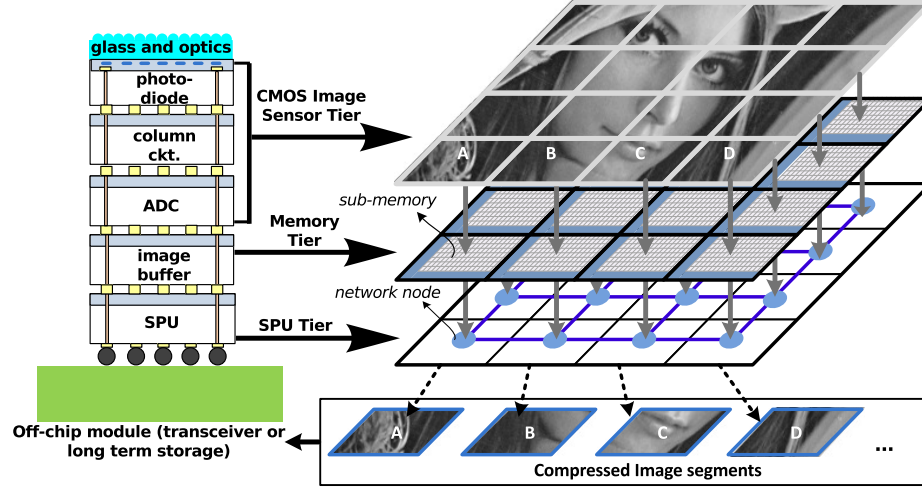 glass and optics
photo-
diode
column
ckt.
ADC
image
buffer
SPU
CMOS Image
Sensor Tier
Memory
Tier
SPU Tier
A
B
C
D
sub-memory
network node
Off-chip module (transceiver or
long term storage)
A
B
C
D
...
Compressed Image segments